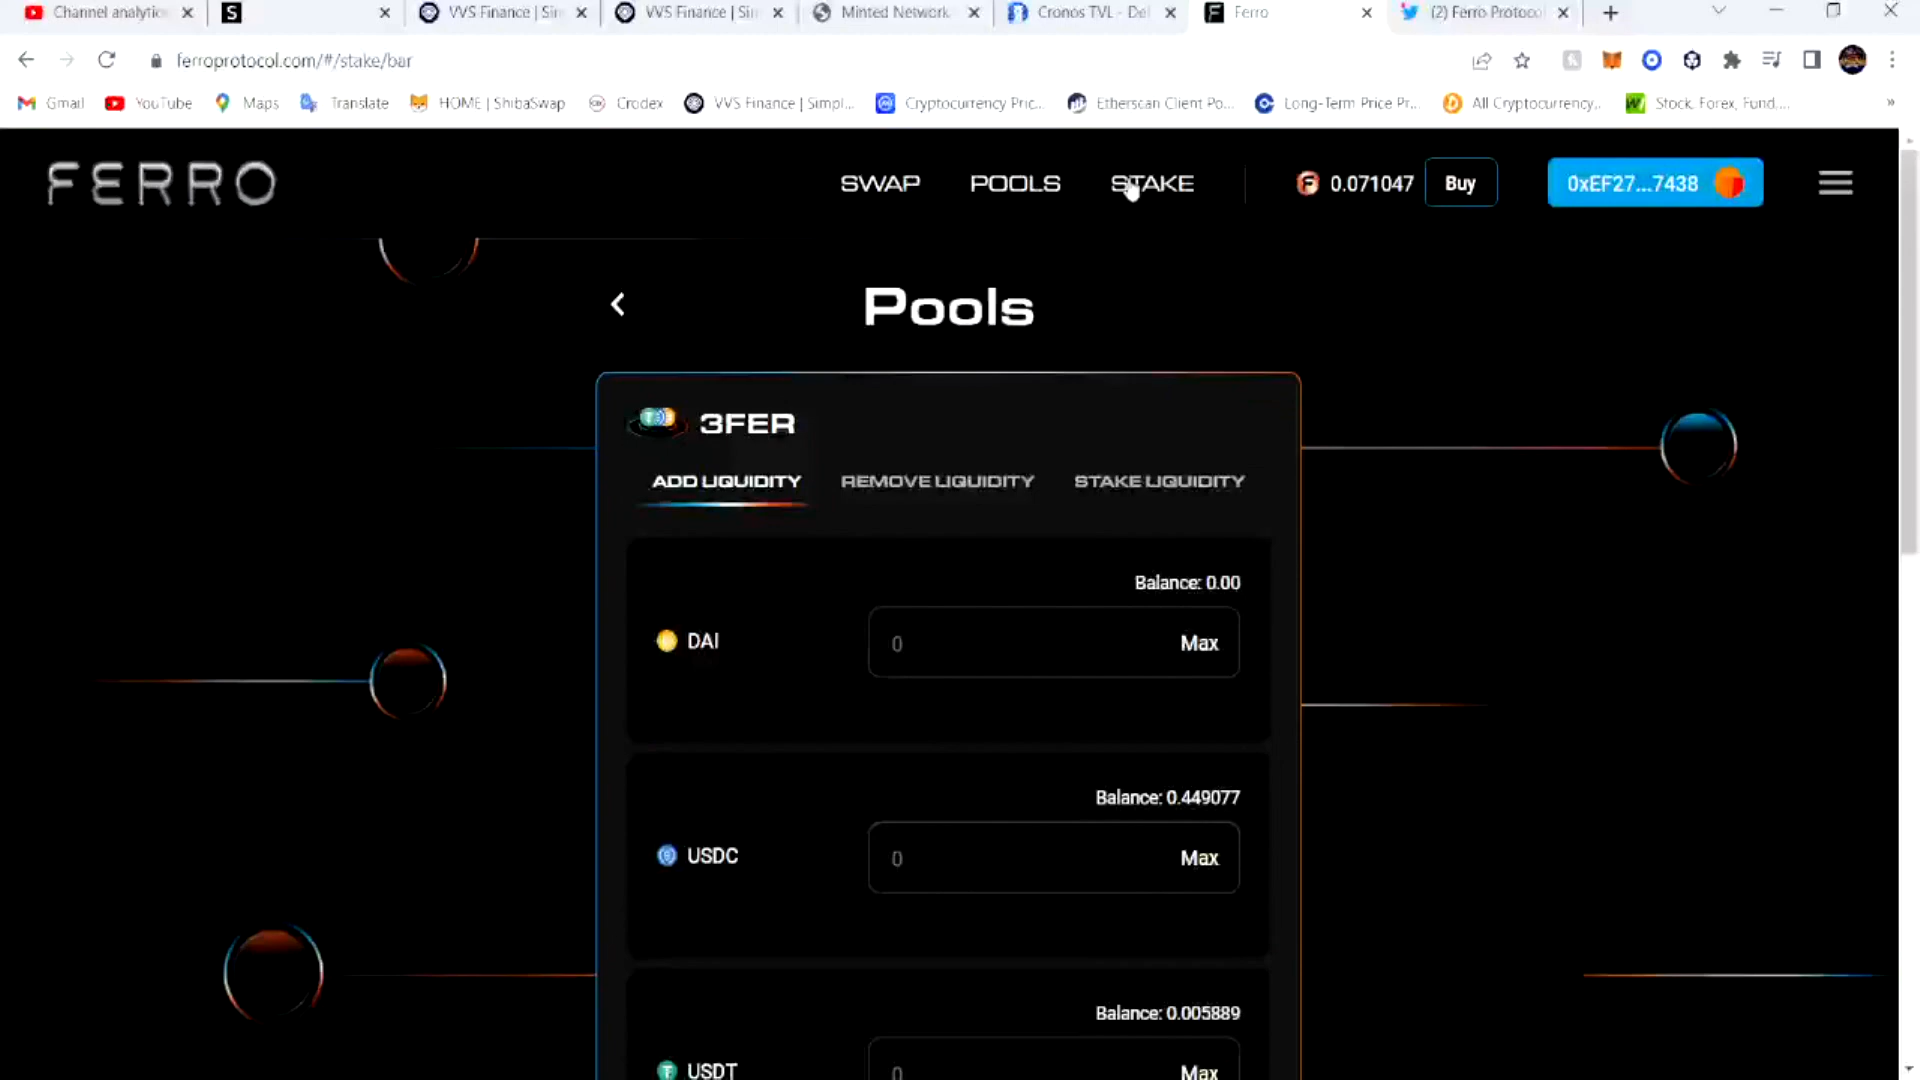 Channel analytic
S
VVS Finance | Sim
VVS Finance | Sim
Minted Network
Cronos TVL - Def
Ferro
(2) Ferro Protoco
ferroprotocol.com/#/stake/bar
Gmail
YouTube
Maps
Translate
HOME | ShibaSwap
Crodex
VVS Finance | Simpl...
Cryptocurrency Pric...
Etherscan Client Po...
Long-Term Price Pr...
All Cryptocurrency...
Stock, Forex, Fund,...
»
FERRO
SWAP
POOLS
STAKE
0.071047
Buy
0xEF27...7438
Pools
3FER
ADD LIQUIDITY
REMOVE LIQUIDITY
STAKE LIQUIDITY
Balance: 0.00
DAI
0
Max
Balance: 0.449077
USDC
0
Max
Balance: 0.005889
USDT
0
Max